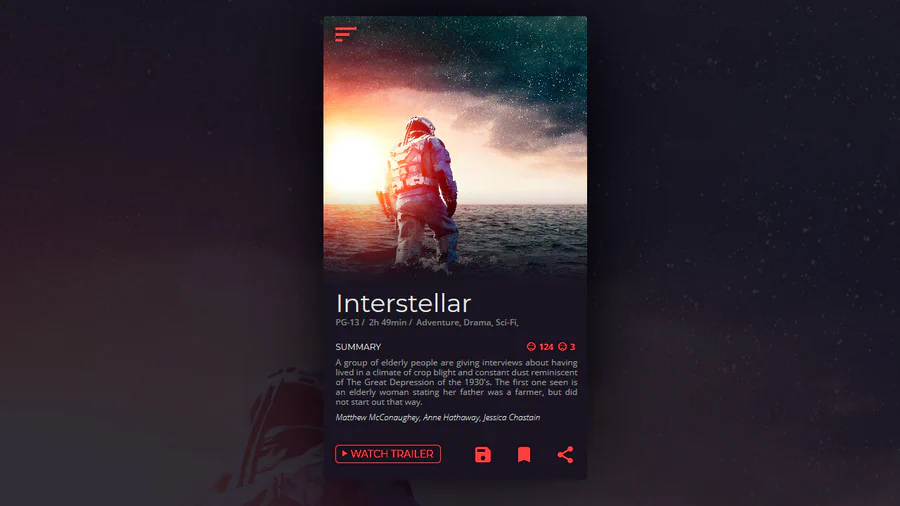 Interstellar
PG-13 / 2h 49min / Adventure, Drama, Sci-Fi,
SUMMARY 124 3
A group of elderly people are giving interviews about having
lived in a climate of crop blight and constant dust reminiscent
of The Great Depression of the 1930's. The first one seen is
an elderly woman stating her father was a farmer, but did
not start out that way.
Matthew McConaughey, Anne Hathaway, Jessica Chastain
WATCH TRAILER